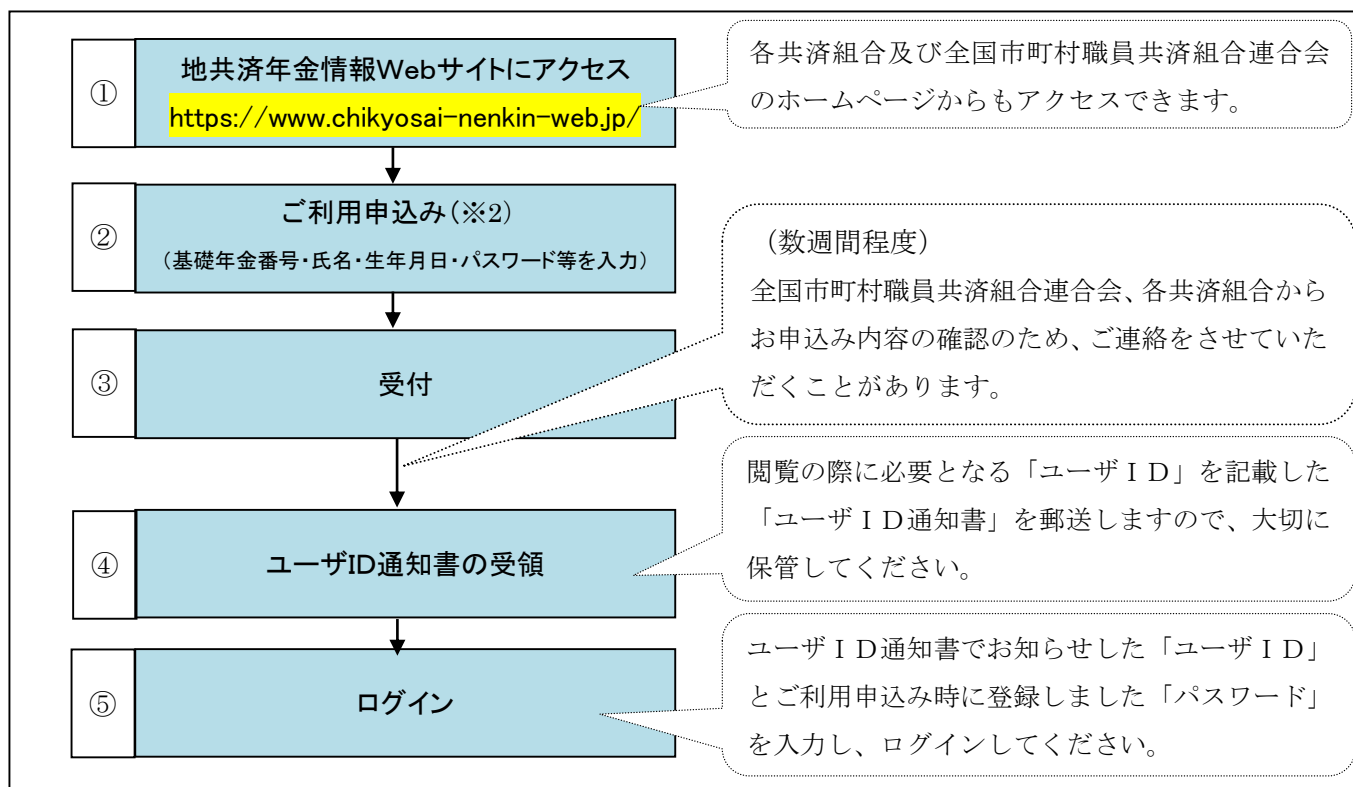 ①
地共済年金情報Ｗｅｂサイトにアクセス
https://www.chikyosai-nenkin-web.jp/
各共済組合及び全国市町村職員共済組合連合会
のホームページからもアクセスできます。
②
ご利用申込み（※2）
（基礎年金番号・氏名・生年月日・パスワード等を入力）
（数週間程度）
全国市町村職員共済組合連合会、各共済組合から
お申込み内容の確認のため、ご連絡をさせていた
だくことがあります。
③
受付
④
ユーザID通知書の受領
閲覧の際に必要となる「ユーザＩＤ」を記載した
「ユーザＩＤ通知書」を郵送しますので、大切に
保管してください。
⑤
ログイン
ユーザＩＤ通知書でお知らせした「ユーザＩＤ」
とご利用申込み時に登録しました「パスワード」
を入力し、ログインしてください。